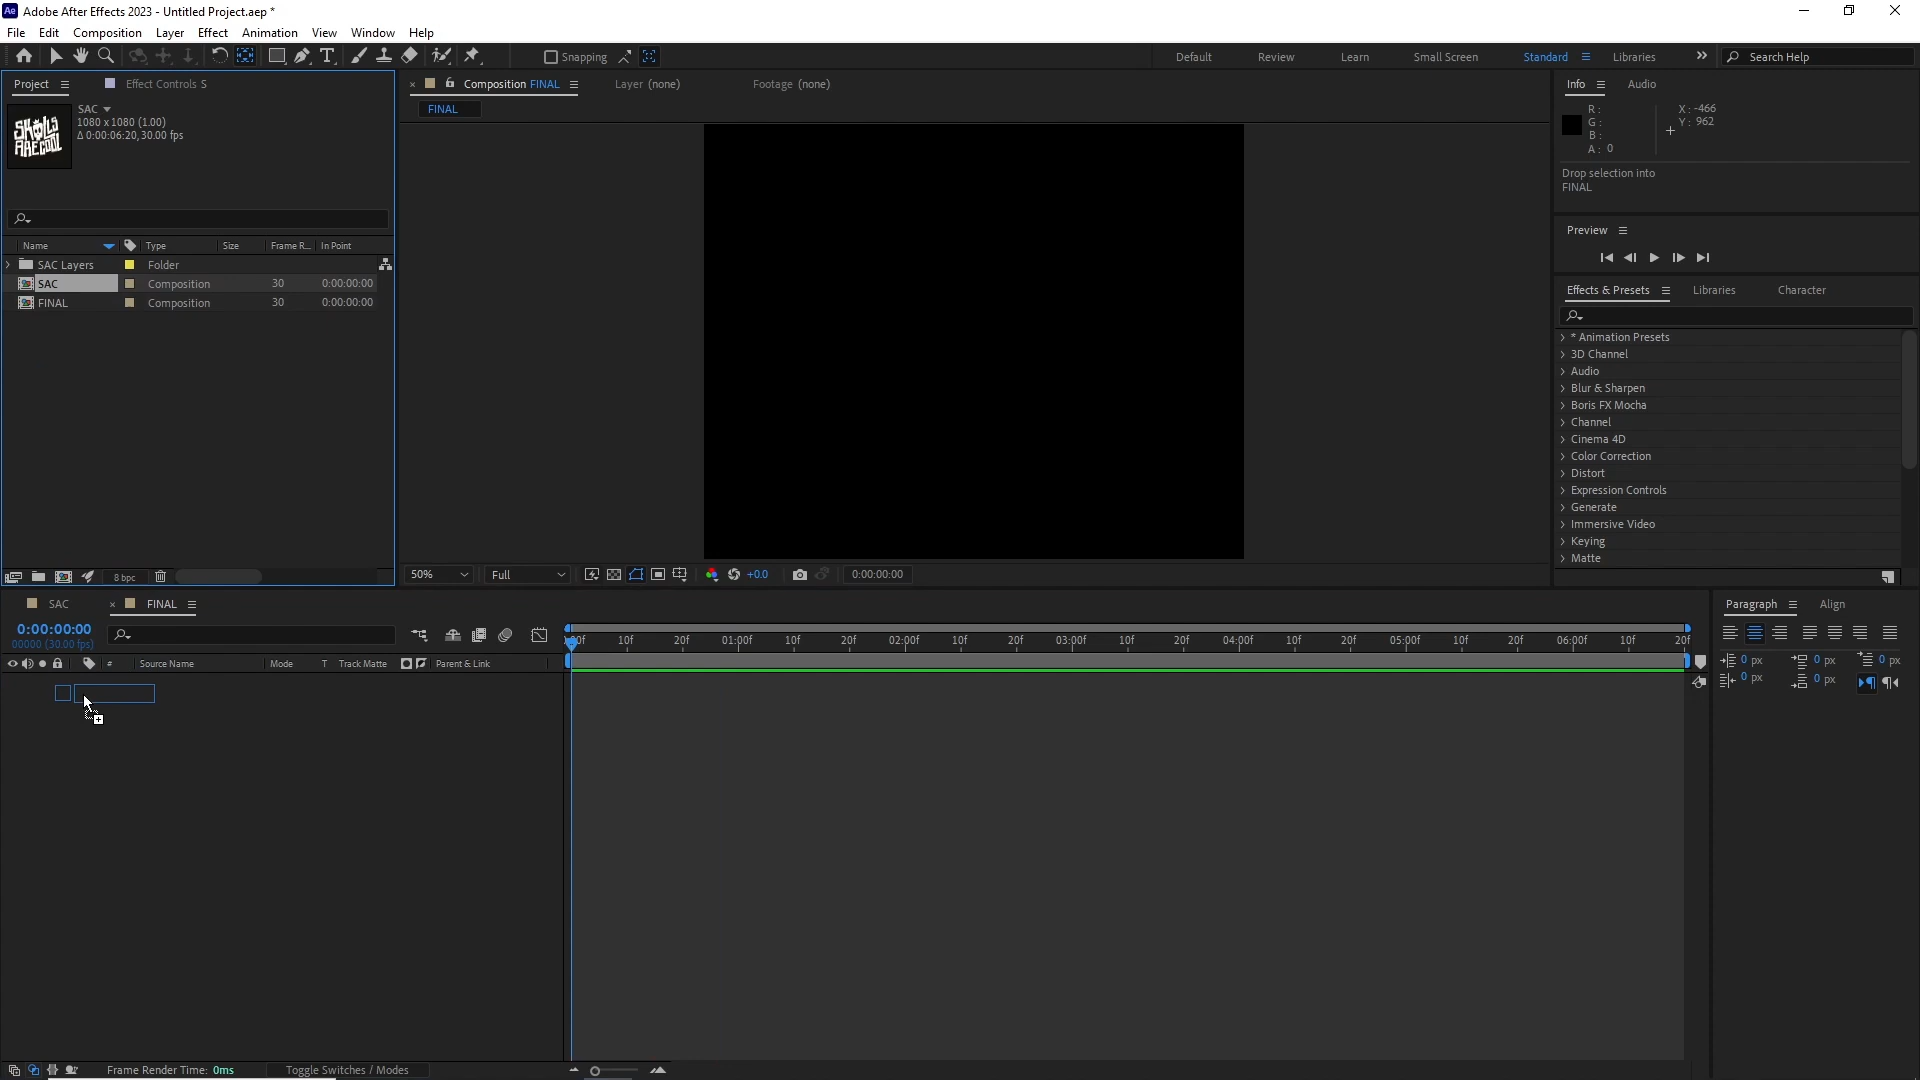 Ae Adobe After Effects 2023 - Untitled Project.aep *
File Edit Composition Layer Effect Animation View Window Help
Snapping Default Review Learn Small Screen Standard Libraries Search Help
Project Effect Controls S
SKULLS ARE COOL
SAC
1080 x 1080 (1.00)
Δ 0:00:06:20, 30.00 fps
Name Type Size Frame R... In Point
SAC Layers Folder
SAC Composition 30 0:00:00:00
FINAL Composition 30 0:00:00:00
8 bpc
Composition FINAL Layer (none) Footage (none)
FINAL
50% Full +0.0 0:00:00:00
Info Audio
R:
G:
B:
A: 0
X: -466
Y: 962
Drop selection into
FINAL
Preview
Effects & Presets Libraries Character
* Animation Presets
3D Channel
Audio
Blur & Sharpen
Boris FX Mocha
Channel
Cinema 4D
Color Correction
Distort
Expression Controls
Generate
Immersive Video
Keying
Matte
SAC FINAL
0:00:00:00
00000 (30.00 fps)
:00f 10f 20f 01:00f 10f 20f 02:00f 10f 20f 03:00f 10f 20f 04:00f 10f 20f 05:00f 10f 20f 06:00f 10f 20f
# Source Name Mode T Track Matte Parent & Link
Paragraph Align
0 px 0 px 0 px
0 px 0 px
Frame Render Time: 0ms Toggle Switches / Modes